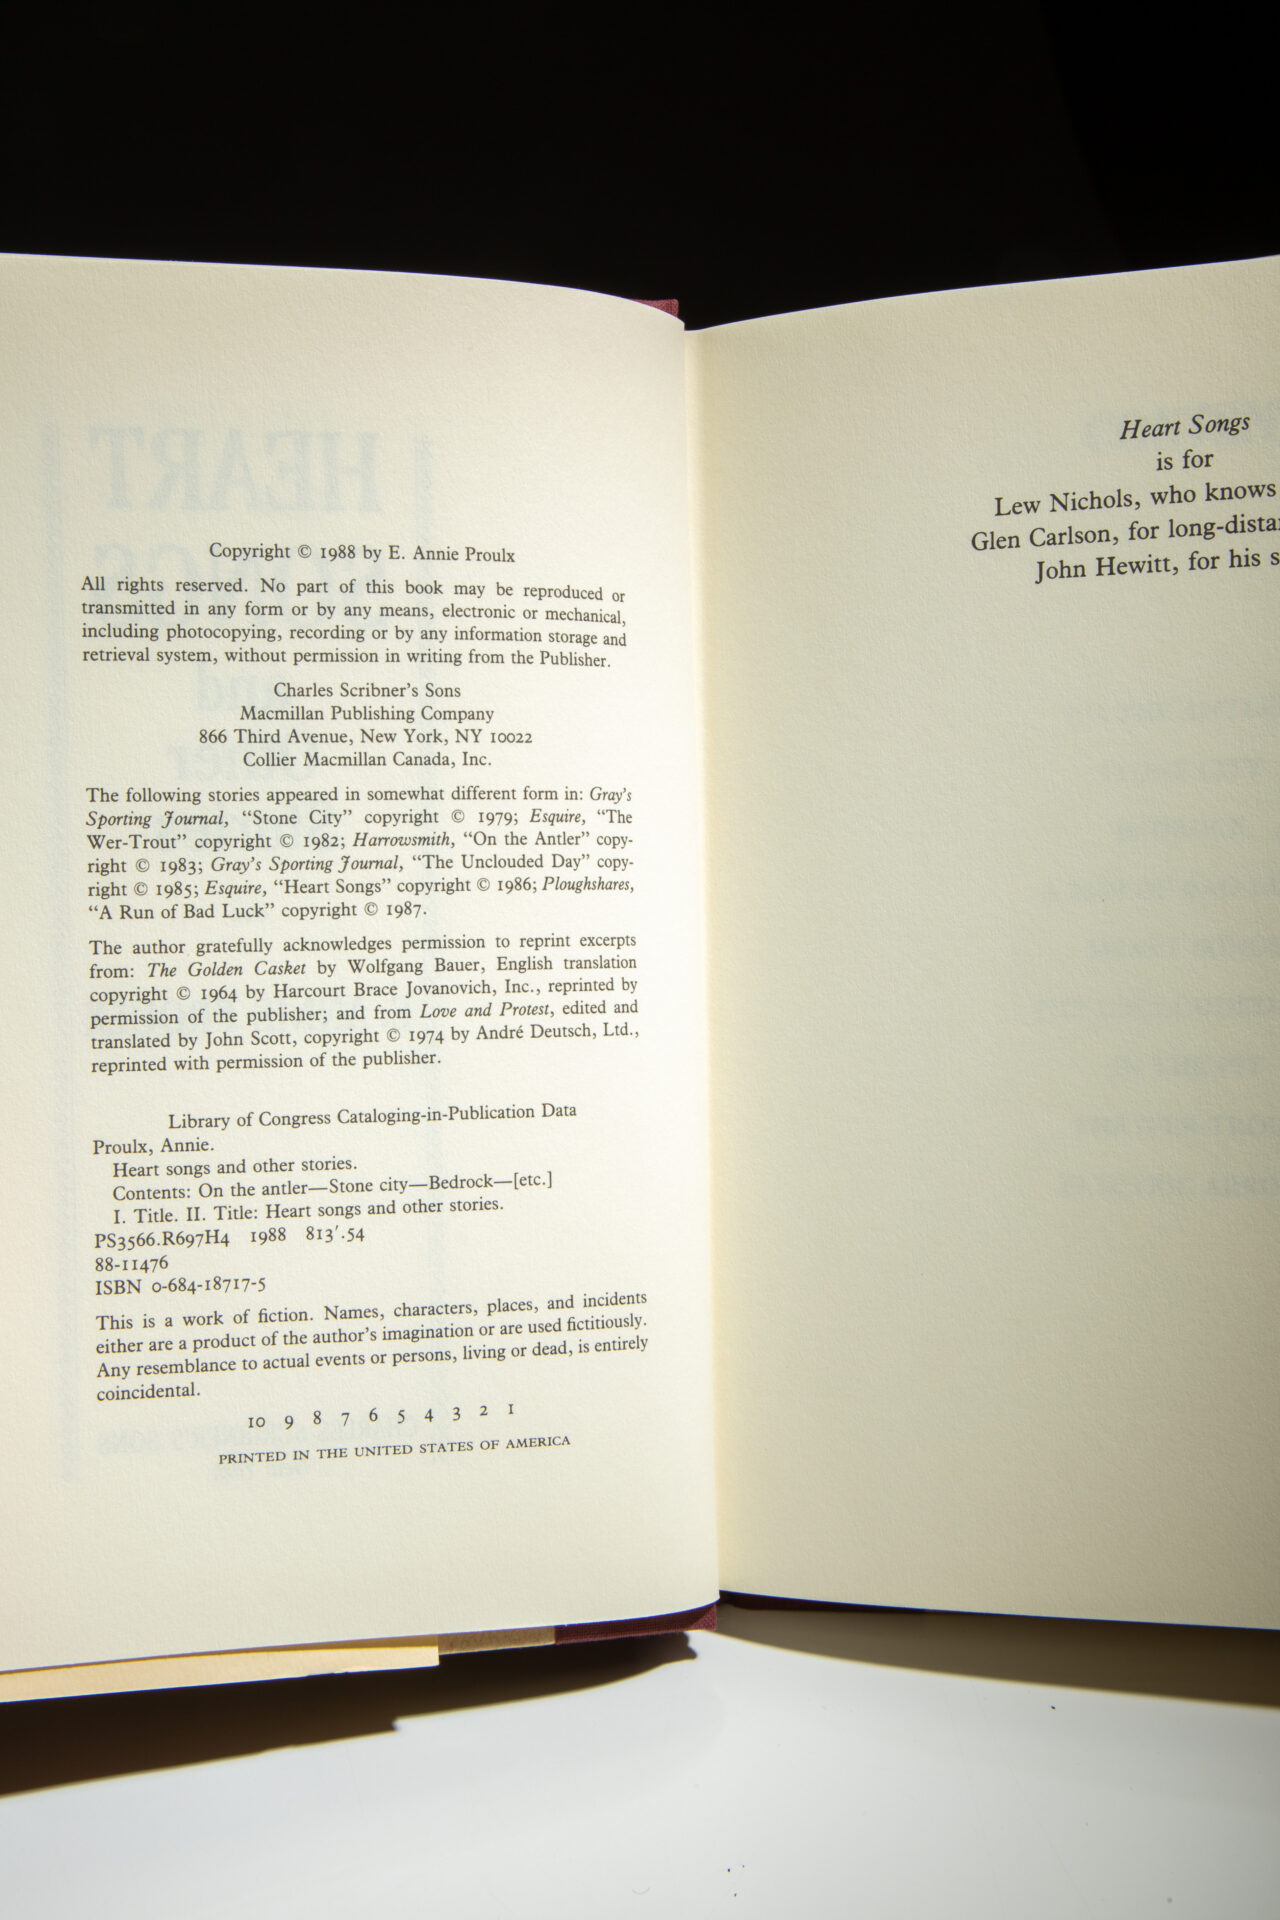 Copyright © 1988 by E. Annie Proulx
All rights reserved. No part of this book may be reproduced or
transmitted in any form or by any means, electronic or mechanical,
including photocopying, recording or by any information storage and
retrieval system, without permission in writing from the Publisher.
Charles Scribner's Sons
Macmillan Publishing Company
866 Third Avenue, New York, NY 10022
Collier Macmillan Canada, Inc.
The following stories appeared in somewhat different form in: Gray's
Sporting Journal, “Stone City” copyright © 1979; Esquire, “The
Wer-Trout” copyright © 1982; Harrowsmith, “On the Antler” copy-
right © 1983; Gray's Sporting Journal, “The Unclouded Day” copy-
right © 1985; Esquire, “Heart Songs” copyright © 1986; Ploughshares,
“A Run of Bad Luck” copyright © 1987.
The author gratefully acknowledges permission to reprint excerpts
from: The Golden Casket by Wolfgang Bauer, English translation
copyright © 1964 by Harcourt Brace Jovanovich, Inc., reprinted by
permission of the publisher; and from Love and Protest, edited and
translated by John Scott, copyright © 1974 by André Deutsch, Ltd.,
reprinted with permission of the publisher.
Library of Congress Cataloging-in-Publication Data
Proulx, Annie.
Heart songs and other stories.
Contents: On the antler—Stone city—Bedrock—[etc.]
I. Title. II. Title: Heart songs and other stories.
PS3566.R697H4 1988 813'.54
88-11476
ISBN 0-684-18717-5
This is a work of fiction. Names, characters, places, and incidents
either are a product of the author's imagination or are used fictitiously.
Any resemblance to actual events or persons, living or dead, is entirely
coincidental.
10 9 8 7 6 5 4 3 2 1
PRINTED IN THE UNITED STATES OF AMERICA
Heart Songs
is for
Lew Nichols, who knows
Glen Carlson, for
John Hewitt, for his